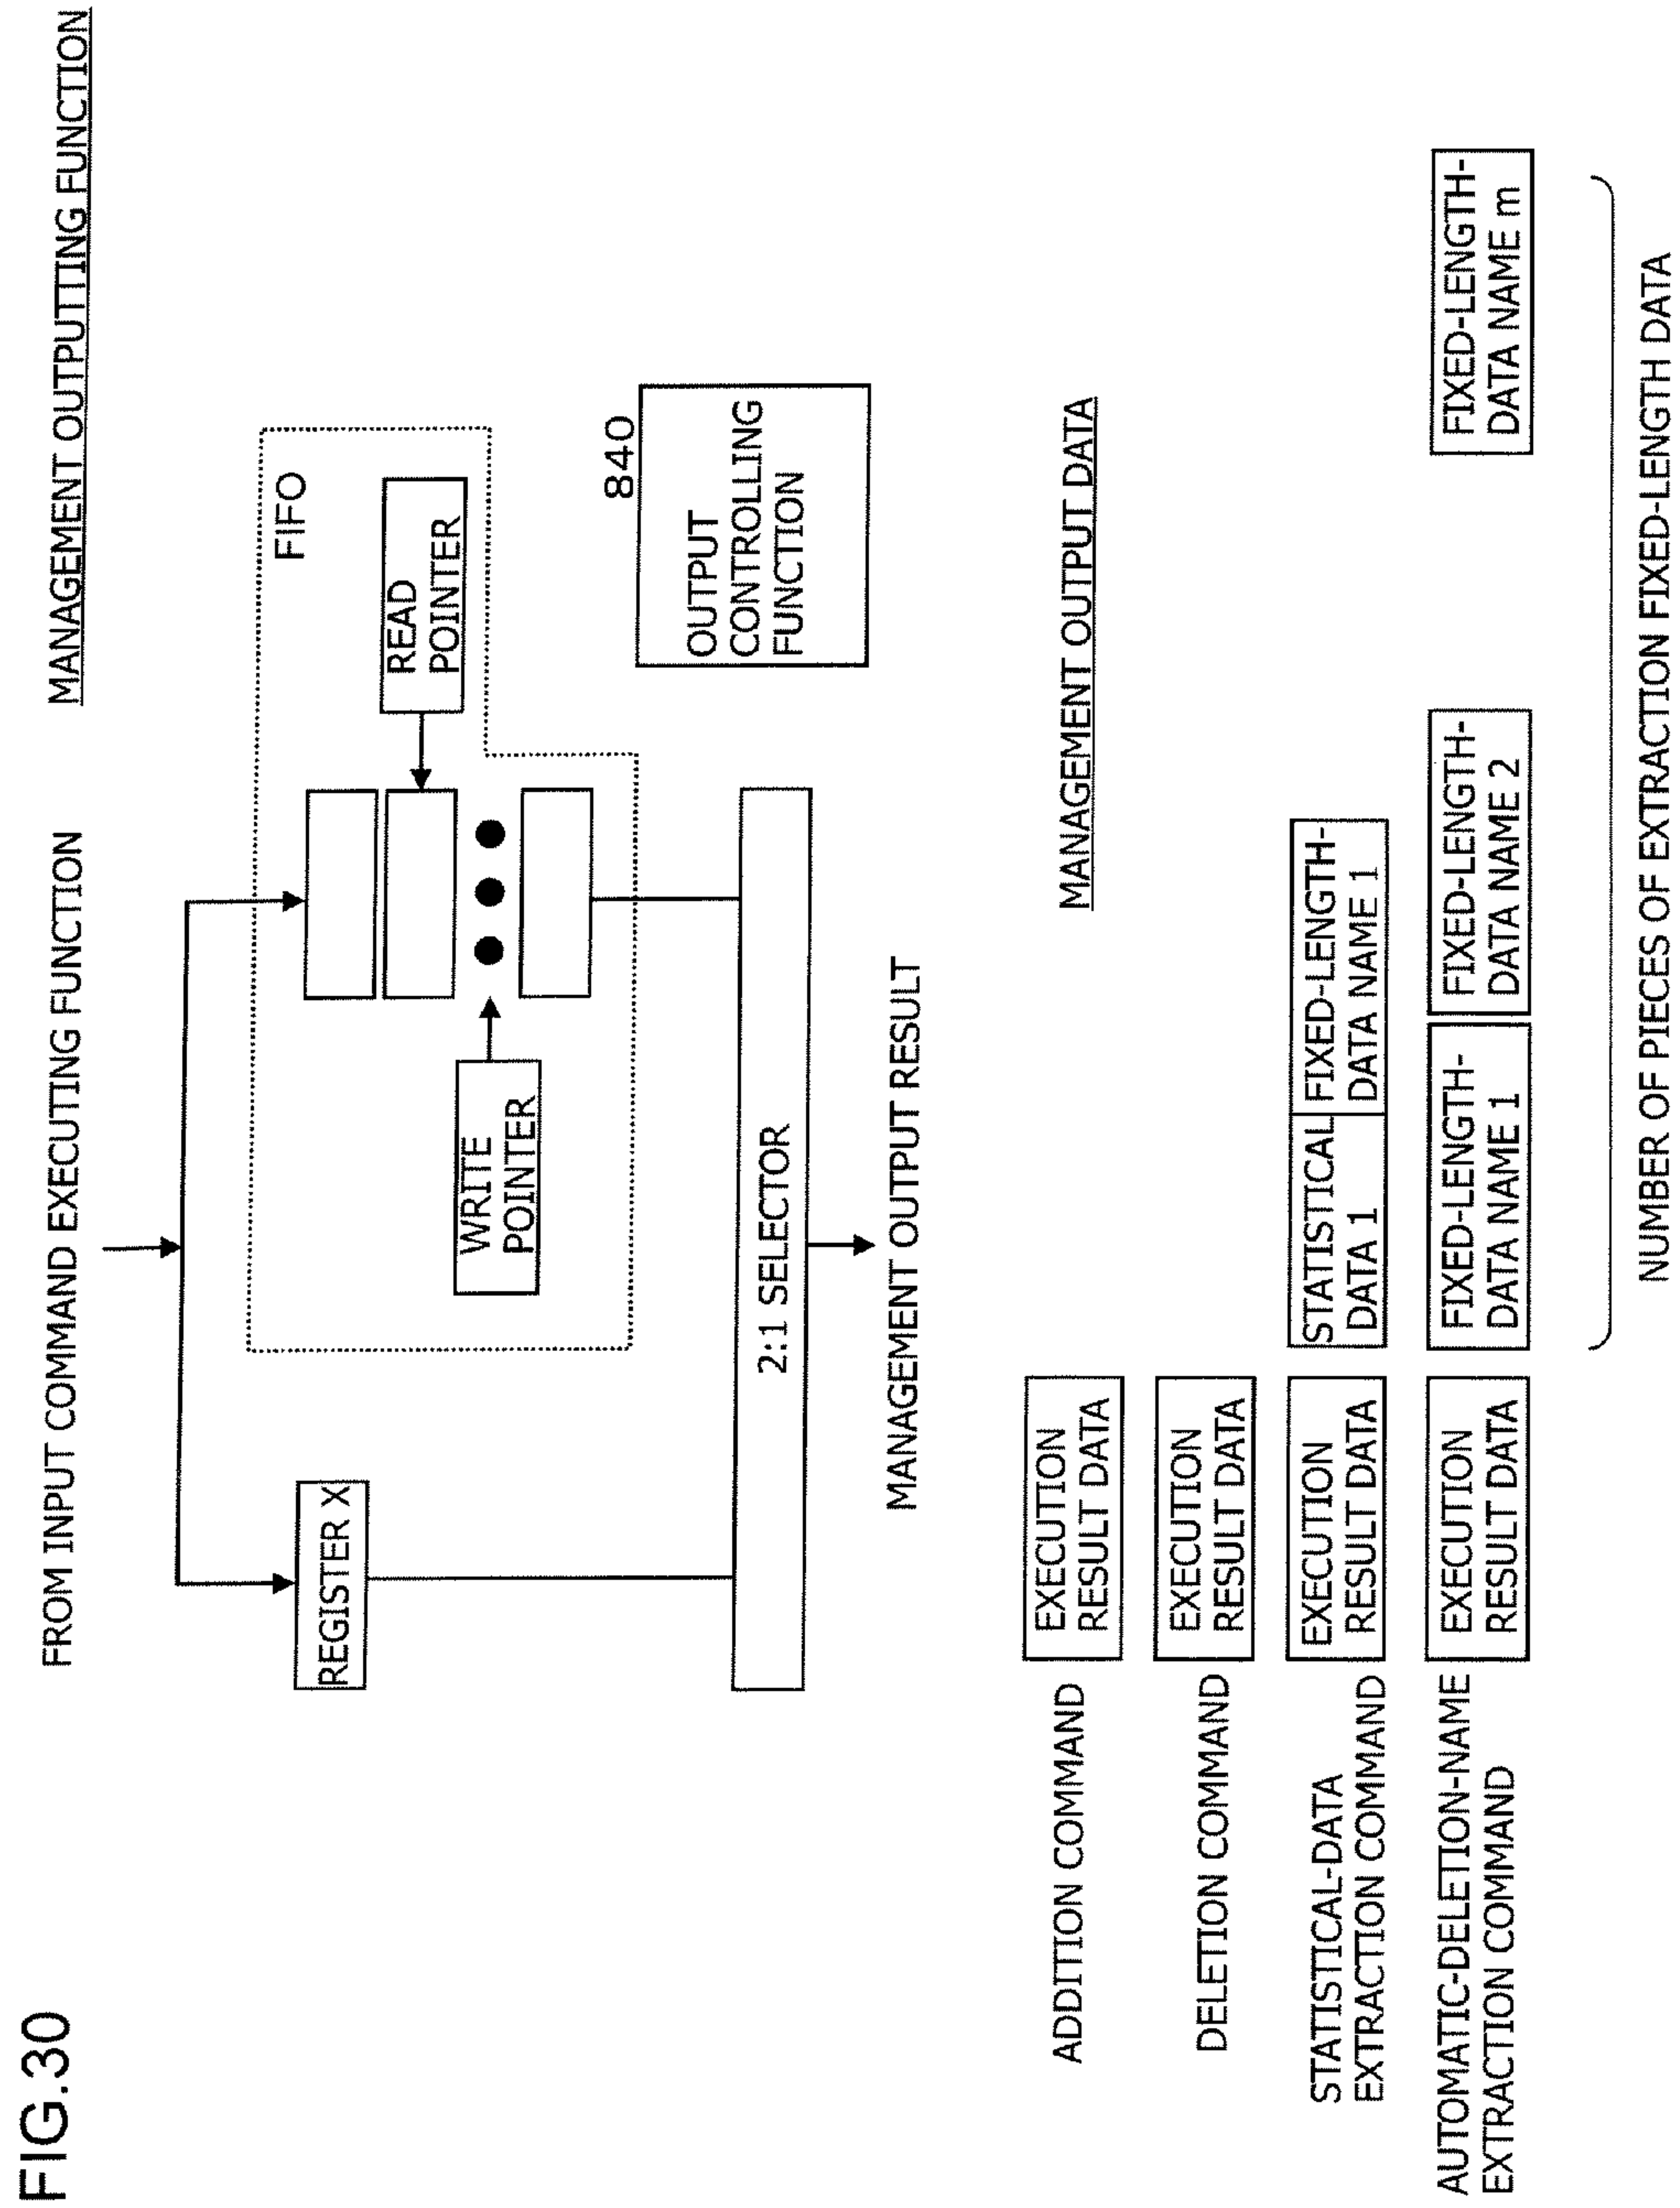 FIG.30
FROM INPUT COMMAND EXECUTING FUNCTION
MANAGEMENT OUTPUTTING FUNCTION
FIFO
REGISTER X
READ
POINTER
WRITE
POINTER
840
OUTPUT
CONTROLLING
FUNCTION
2:1 SELECTOR
MANAGEMENT OUTPUT RESULT
MANAGEMENT OUTPUT DATA
ADDITION COMMAND
EXECUTION
RESULT DATA
DELETION COMMAND
EXECUTION
RESULT DATA
STATISTICAL-DATA
EXTRACTION COMMAND
EXECUTION
RESULT DATA
STATISTICAL
DATA 1
FIXED-LENGTH-
DATA NAME 1
AUTOMATIC-DELETION-NAME
EXTRACTION COMMAND
EXECUTION
RESULT DATA
FIXED-LENGTH-
DATA NAME 1
FIXED-LENGTH-
DATA NAME 2
FIXED-LENGTH-
DATA NAME m
NUMBER OF PIECES OF EXTRACTION FIXED-LENGTH DATA